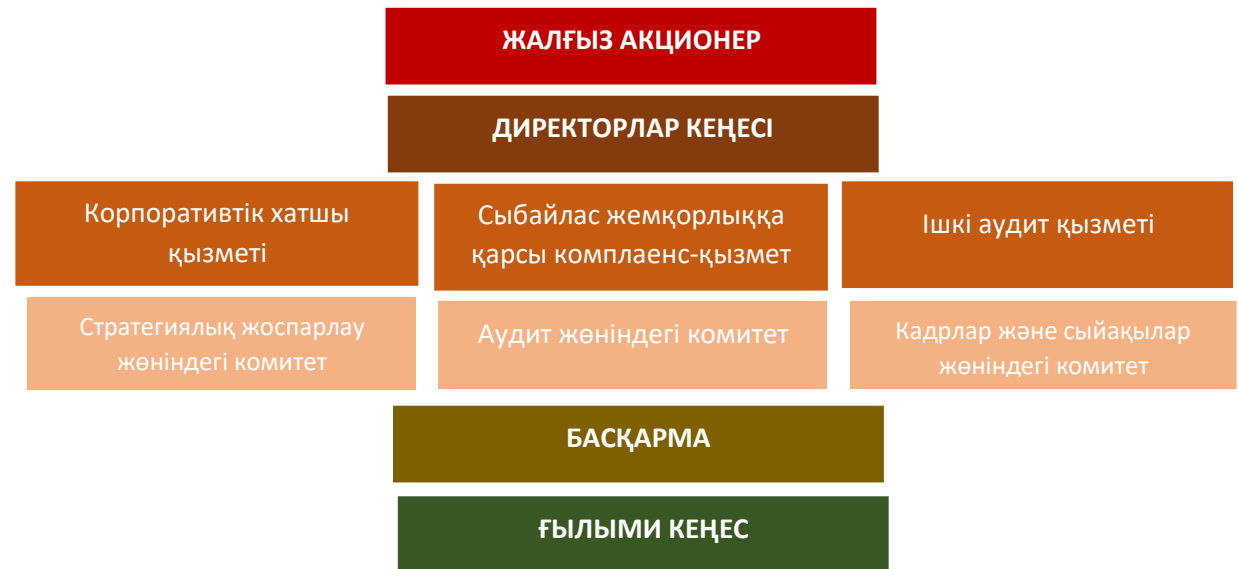 ЖАЛҒЫЗ АКЦИОНЕР
ДИРЕКТОРЛАР КЕҢЕСІ
Корпоративтік хатшы
қызметі
Сыбайлас жемқорлыққа
қарсы комплаенс-қызмет
Ішкі аудит қызметі
Стратегиялық жоспарлау
жөніндегі комитет
Аудит жөніндегі комитет
Кадрлар және сыйақылар
жөніндегі комитет
БАСҚАРМА
ҒЫЛЫМИ КЕҢЕС